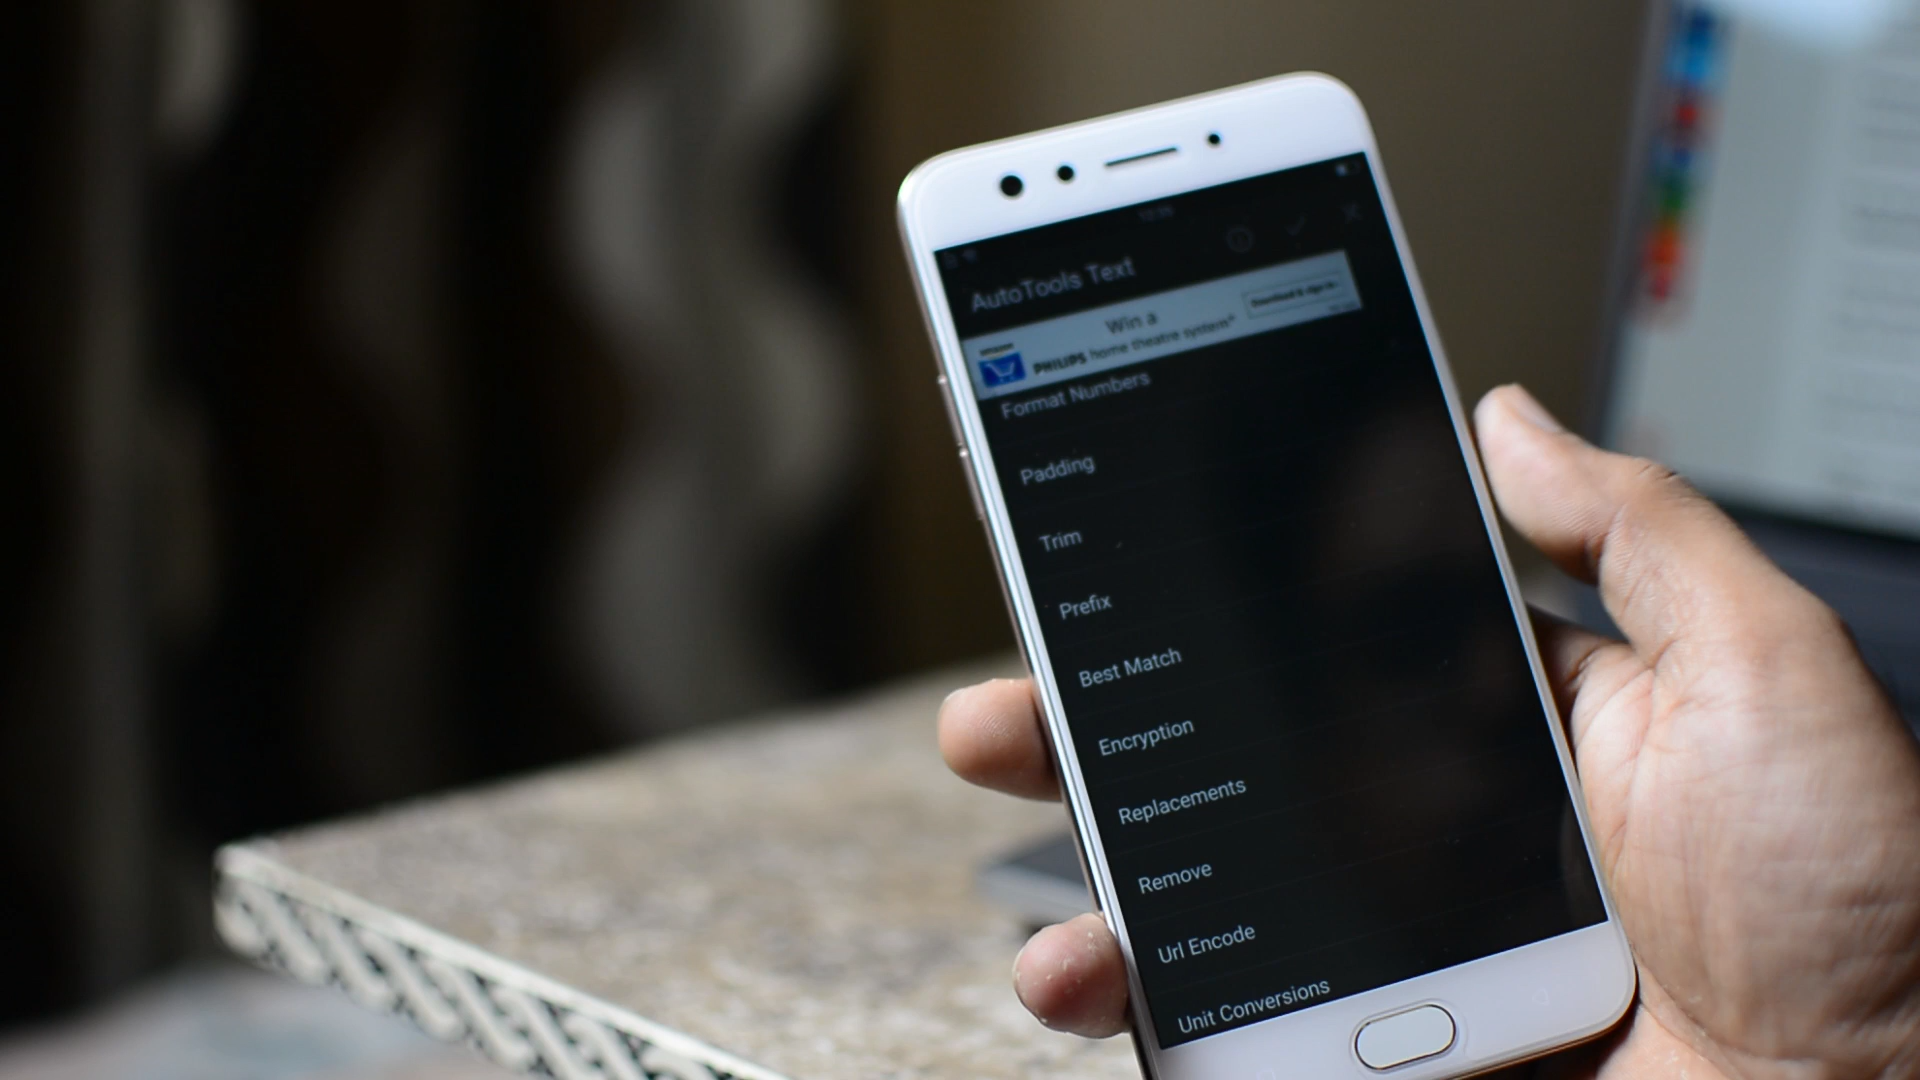 AutoTools Text
Win a
amazon
PHILIPS home theatre system*
Format Numbers
Padding
Trim
Prefix
Best Match
Encryption
Replacements
Remove
Url Encode
Unit Conversions